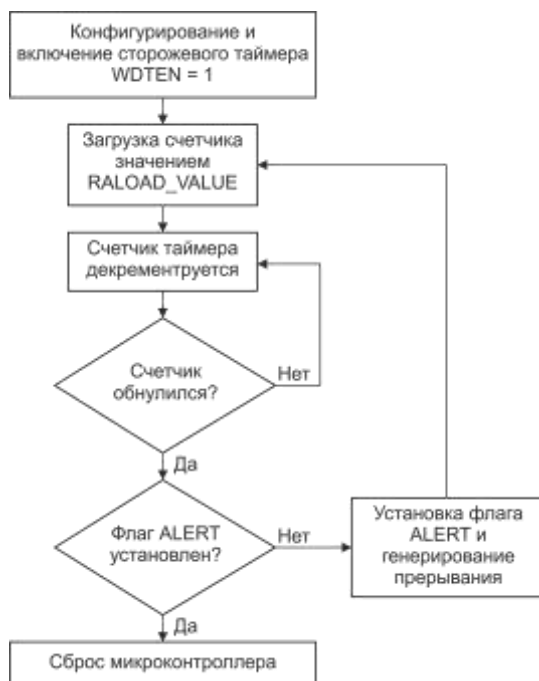 Конфигурирование и
включение сторожевого таймера
WDTEN = 1
Загрузка счетчика
значением
RALOAD_VALUE
Счетчик таймера
декрементруется
Счетчик
обнулился?
Нет
Да
Флаг ALERT
установлен?
Нет
Установка флага
ALERT и
генерирование
прерывания
Да
Сброс микроконтроллера